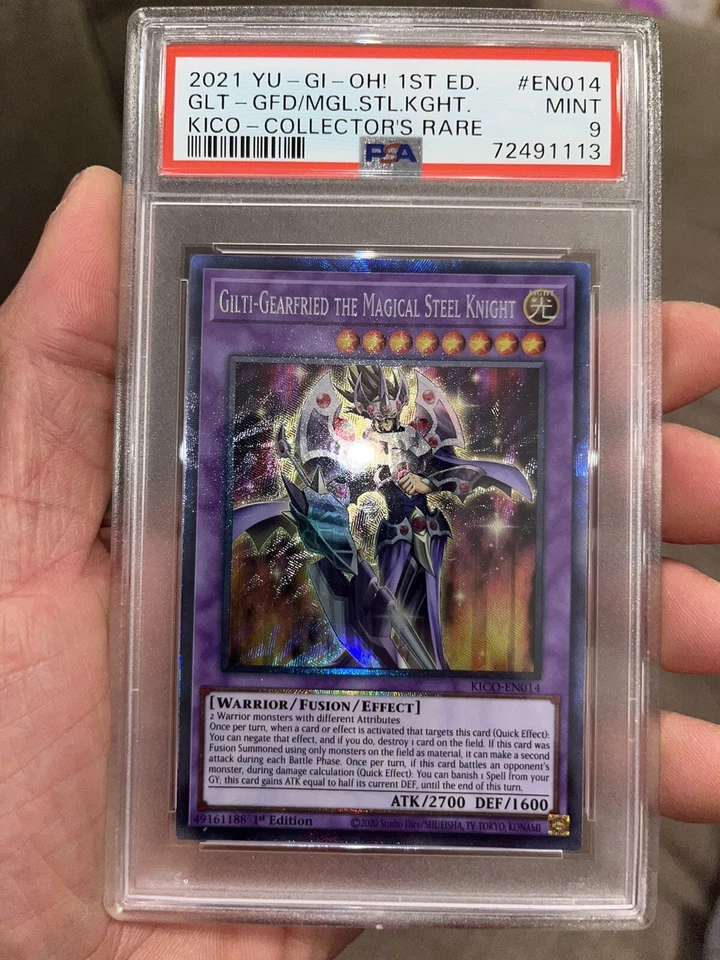 2021 YU-GI-OH! 1ST ED. #EN014
GLT-GFD/MGL.STL.KGHT. MINT
KICO-COLLECTOR'S RARE 9
PSA 72491113
GILTI-GEARFRIED THE MAGICAL STEEL KNIGHT
LIGHT
光
KICO-EN014
[WARRIOR/FUSION/EFFECT]
2 Warrior monsters with different Attributes
Once per turn, when a card or effect is activated that targets this card (Quick Effect):
You can negate that effect, and if you do, destroy 1 card on the field. If this card was
Fusion Summoned using only monsters on the field as material, it can make a second
attack during each Battle Phase. Once per turn, if this card battles an opponent's
monster, during damage calculation (Quick Effect): You can banish 1 Spell from your
GY; this card gains ATK equal to half its current DEF, until the end of this turn.
ATK/2700 DEF/1600
49161188 1st Edition ©2020 Studio Dice/SHUEISHA, TV TOKYO, KONAMI